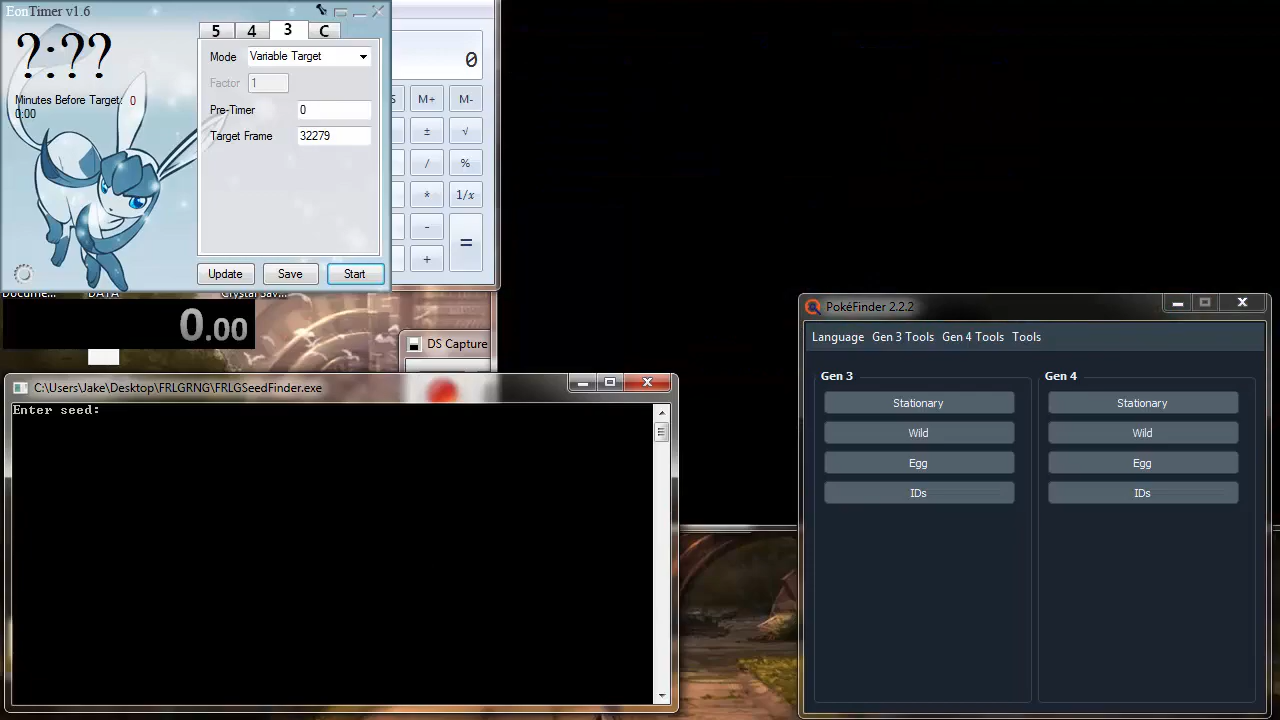 EonTimer v1.6
?:??
Minutes Before Target: 0
0:00
5 4 3 C
Mode Variable Target
Factor 1
Pre-Timer 0
Target Frame 32279
Update Save Start
0
M+ M-
± √
/ %
* 1/x
-
+ =
0.00
DS Capture
C:\Users\Jake\Desktop\FRLGRNG\FRLGSeedFinder.exe
Enter seed:
PokéFinder 2.2.2
Language Gen 3 Tools Gen 4 Tools Tools
Gen 3
Stationary
Wild
Egg
IDs
Gen 4
Stationary
Wild
Egg
IDs